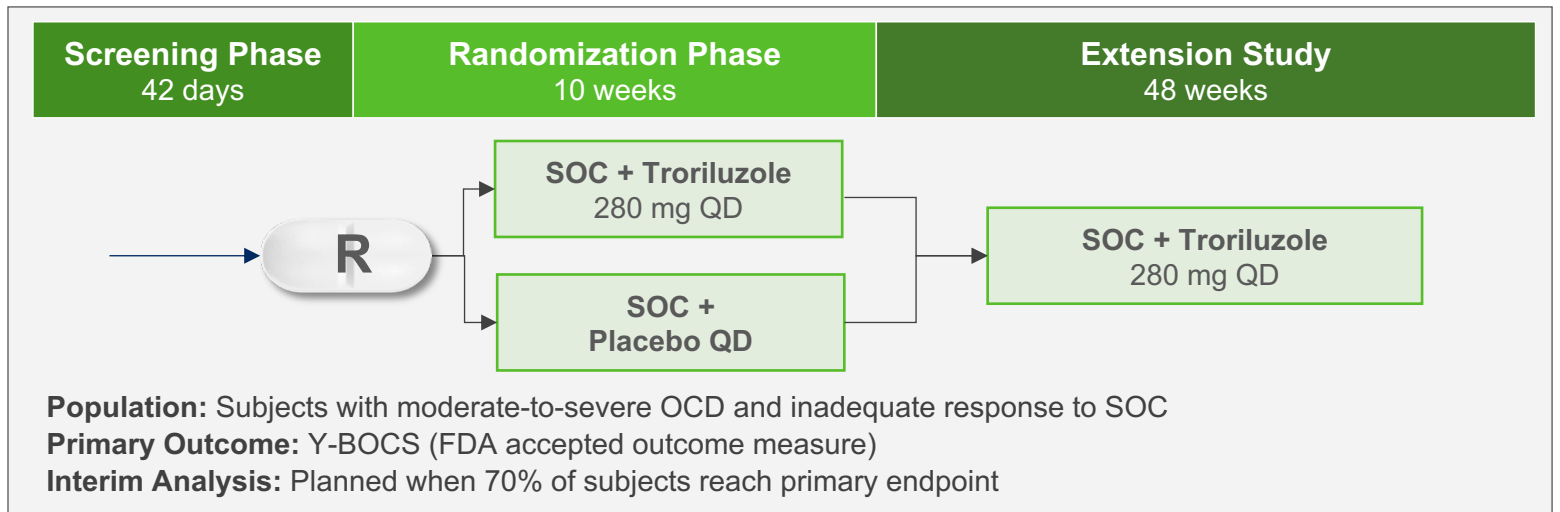 Screening Phase
42 days
Randomization Phase
10 weeks
Extension Study
48 weeks
R
SOC + Troriluzole
280 mg QD
SOC +
Placebo QD
SOC + Troriluzole
280 mg QD
Population: Subjects with moderate-to-severe OCD and inadequate response to SOC
Primary Outcome: Y-BOCS (FDA accepted outcome measure)
Interim Analysis: Planned when 70% of subjects reach primary endpoint